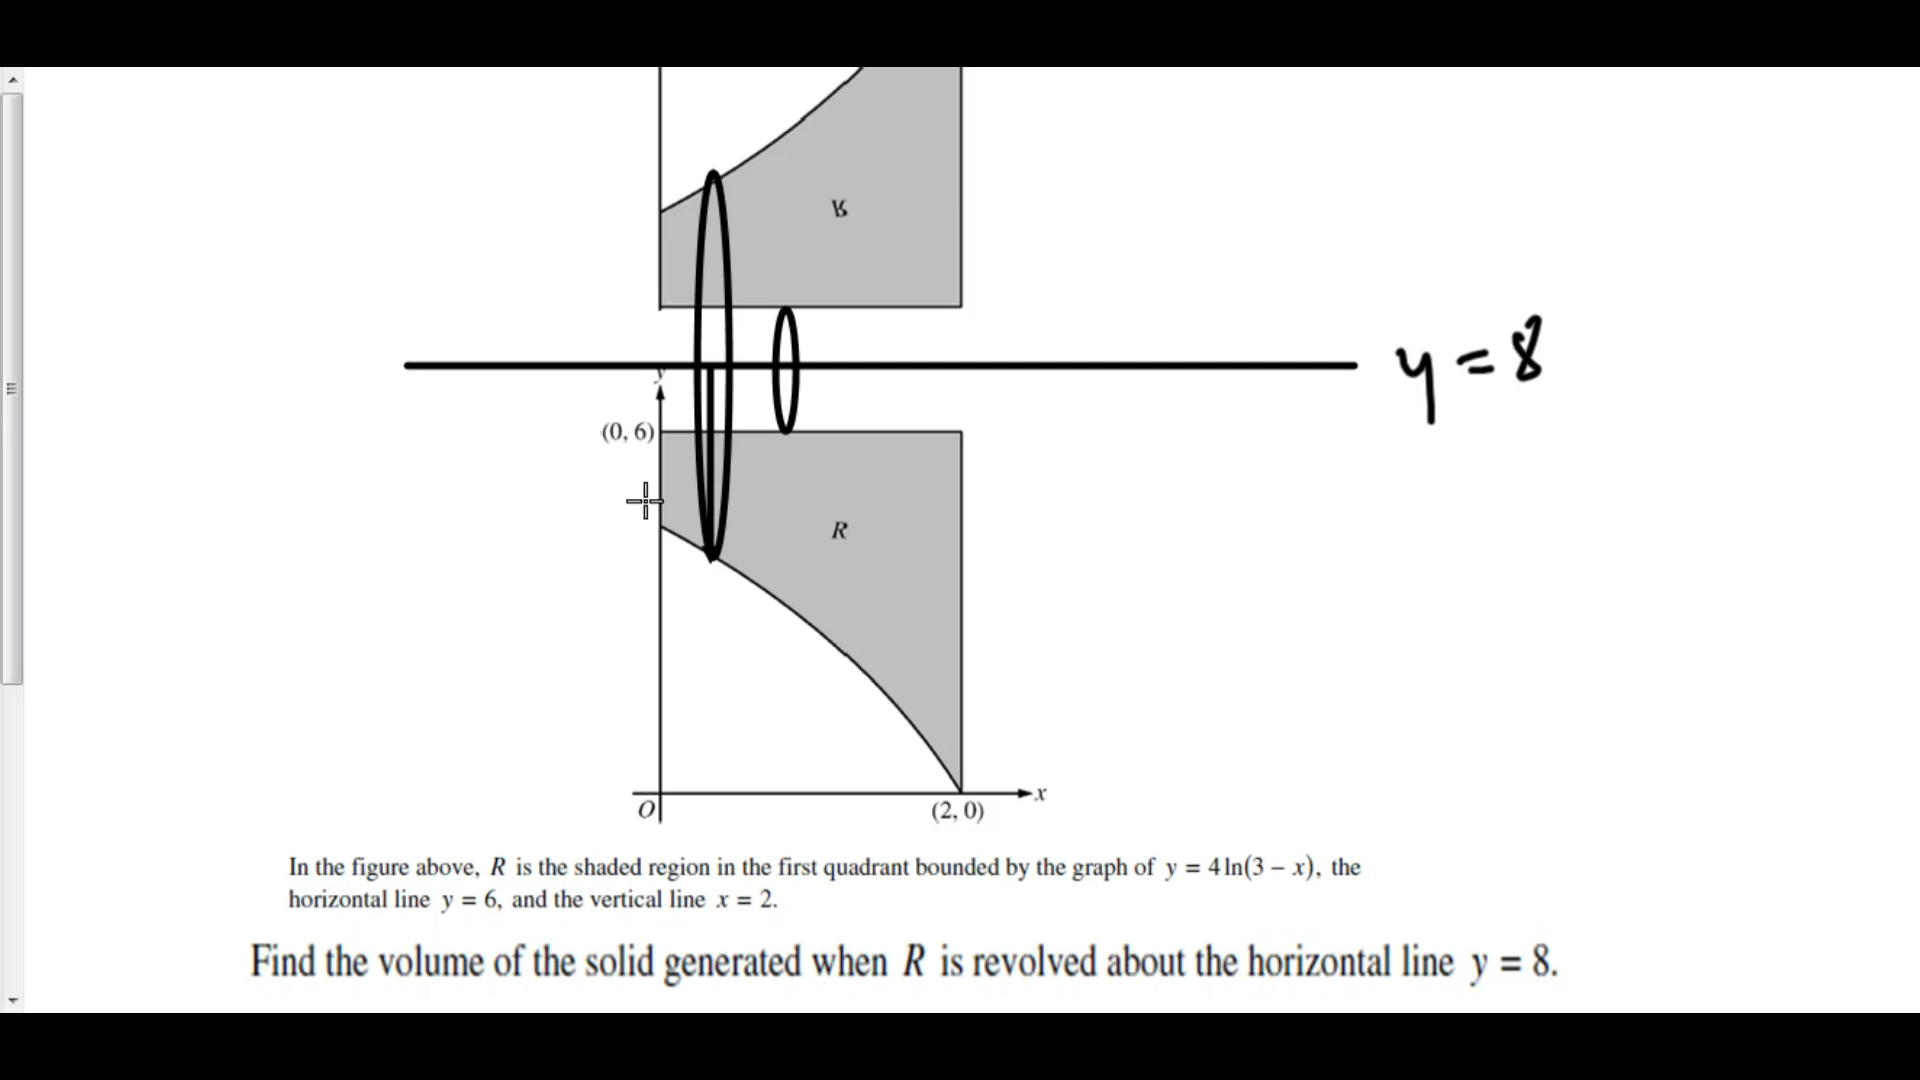 R
y = 8
y
(0, 6)
R
O
(2, 0)
x
In the figure above, R is the shaded region in the first quadrant bounded by the graph of y = 4 ln(3 – x), the
horizontal line y = 6, and the vertical line x = 2.
Find the volume of the solid generated when R is revolved about the horizontal line y = 8.